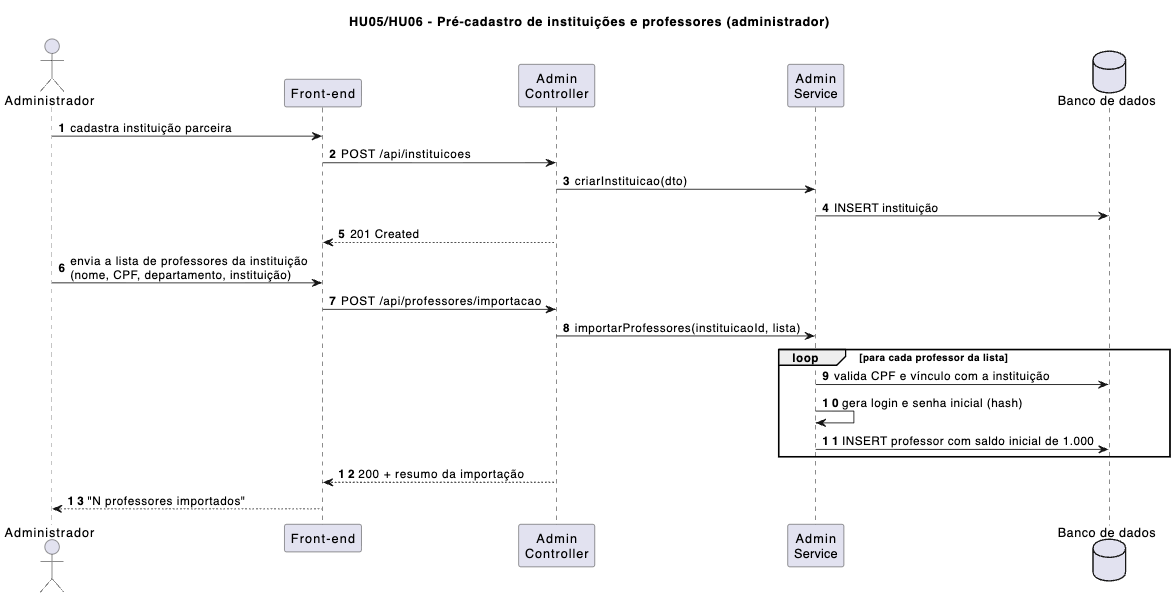 HU05/HU06 - Pré-cadastro de instituições e professores (administrador)
Administrador
Front-end
Admin
Controller
Admin
Service
Banco de dados
1 cadastra instituição parceira
2 POST /api/instituicoes
3 criarInstituicao(dto)
4 INSERT instituição
5 201 Created
6 envia a lista de professores da instituição
(nome, CPF, departamento, instituição)
7 POST /api/professores/importacao
8 importarProfessores(instituicaoId, lista)
loop [para cada professor da lista]
9 valida CPF e vínculo com a instituição
10 gera login e senha inicial (hash)
11 INSERT professor com saldo inicial de 1.000
12 200 + resumo da importação
13 "N professores importados"
Administrador
Front-end
Admin
Controller
Admin
Service
Banco de dados